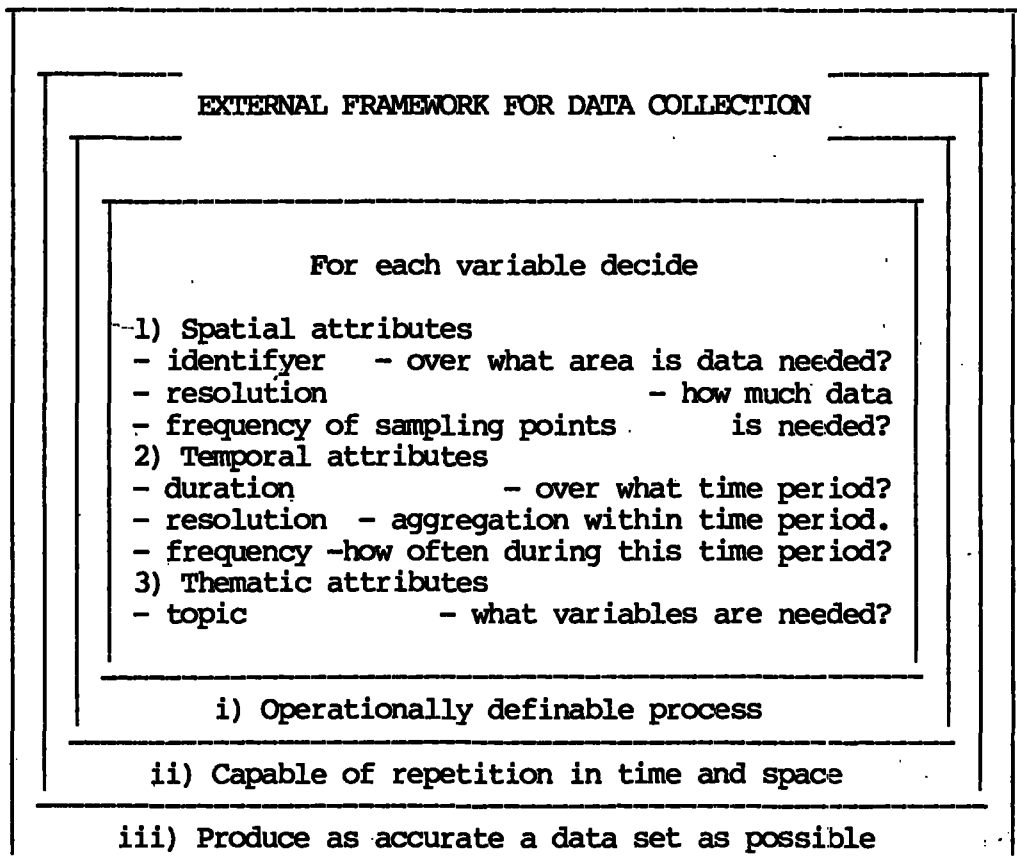 EXTERNAL FRAMEWORK FOR DATA COLLECTION
For each variable decide
1) Spatial attributes
- identifyer - over what area is data needed?
- resolution - how much data
- frequency of sampling points is needed?
2) Temporal attributes
- duration - over what time period?
- resolution - aggregation within time period.
- frequency -how often during this time period?
3) Thematic attributes
- topic - what variables are needed?
i) Operationally definable process
ii) Capable of repetition in time and space
iii) Produce as accurate a data set as possible